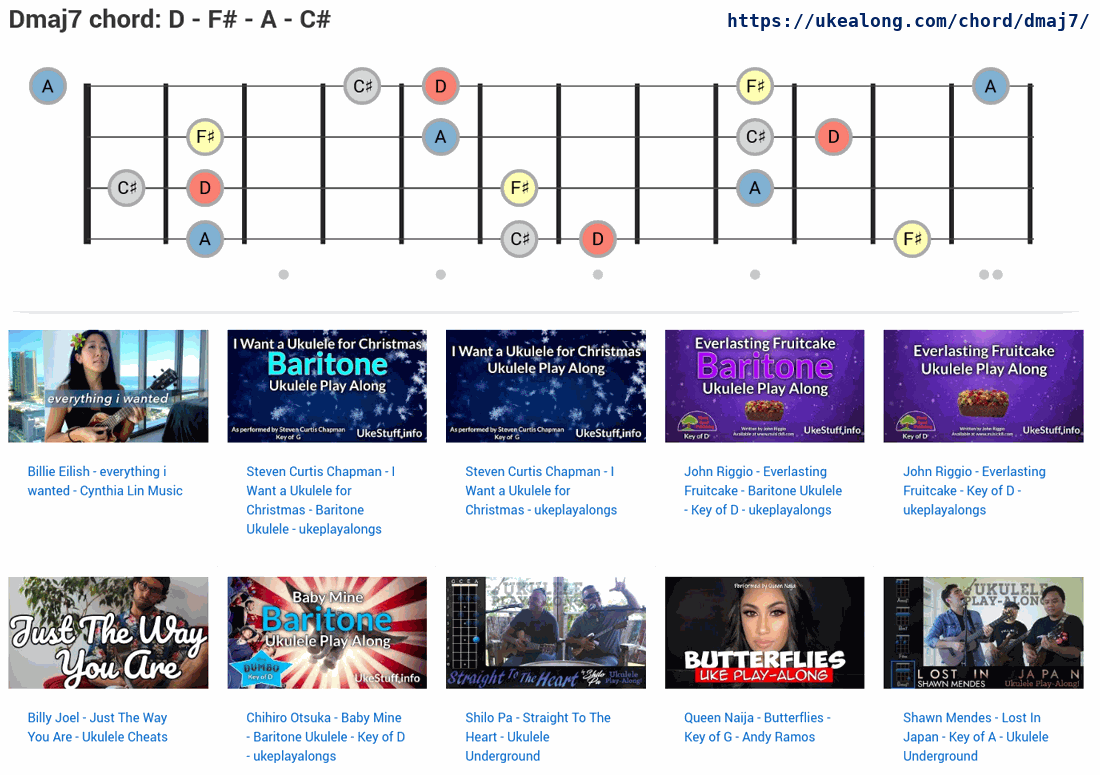 Dmaj7 chord: D - F# - A - C#
https://ukealong.com/chord/dmaj7/
A C♯ D F♯ A
F♯ A C♯ D
C♯ D F♯ A
A C♯ D F♯
everything i wanted
I Want a Ukulele for Christmas
Baritone
Ukulele Play Along
As performed by Steven Curtis Chapman
Key of G
UkeStuff.info
I Want a Ukulele for Christmas
Ukulele Play Along
As performed by Steven Curtis Chapman
Key of G
UkeStuff.info
Everlasting Fruitcake
Baritone
Ukulele Play Along
Written by John Riggio
Key of D
UkeStuff.info
Everlasting Fruitcake
Ukulele Play Along
Written by John Riggio
Key of D
UkeStuff.info
Billie Eilish - everything i
wanted - Cynthia Lin Music
Steven Curtis Chapman - I
Want a Ukulele for
Christmas - Baritone
Ukulele - ukeplayalongs
Steven Curtis Chapman - I
Want a Ukulele for
Christmas - ukeplayalongs
John Riggio - Everlasting
Fruitcake - Baritone Ukulele
- Key of D - ukeplayalongs
John Riggio - Everlasting
Fruitcake - Key of D -
ukeplayalongs
Just The Way
You Are
Baby Mine
Baritone
Ukulele Play Along
DUMBO
Key of D
UkeStuff.info
G C E A
UKULELE
PLAY-ALONG
Straight To The Heart
by Shilo Pa
Ukulele
Play-Along!
Performed by Queen Naija
BUTTERFLIES
UKE PLAY-ALONG
UKULELE
PLAY-ALONG
LOST IN JAPAN
SHAWN MENDES
Ukulele Play-Along!
Billy Joel - Just The Way
You Are - Ukulele Cheats
Chihiro Otsuka - Baby Mine
- Baritone Ukulele - Key of D
- ukeplayalongs
Shilo Pa - Straight To The
Heart - Ukulele
Underground
Queen Naija - Butterflies -
Key of G - Andy Ramos
Shawn Mendes - Lost In
Japan - Key of A - Ukulele
Underground